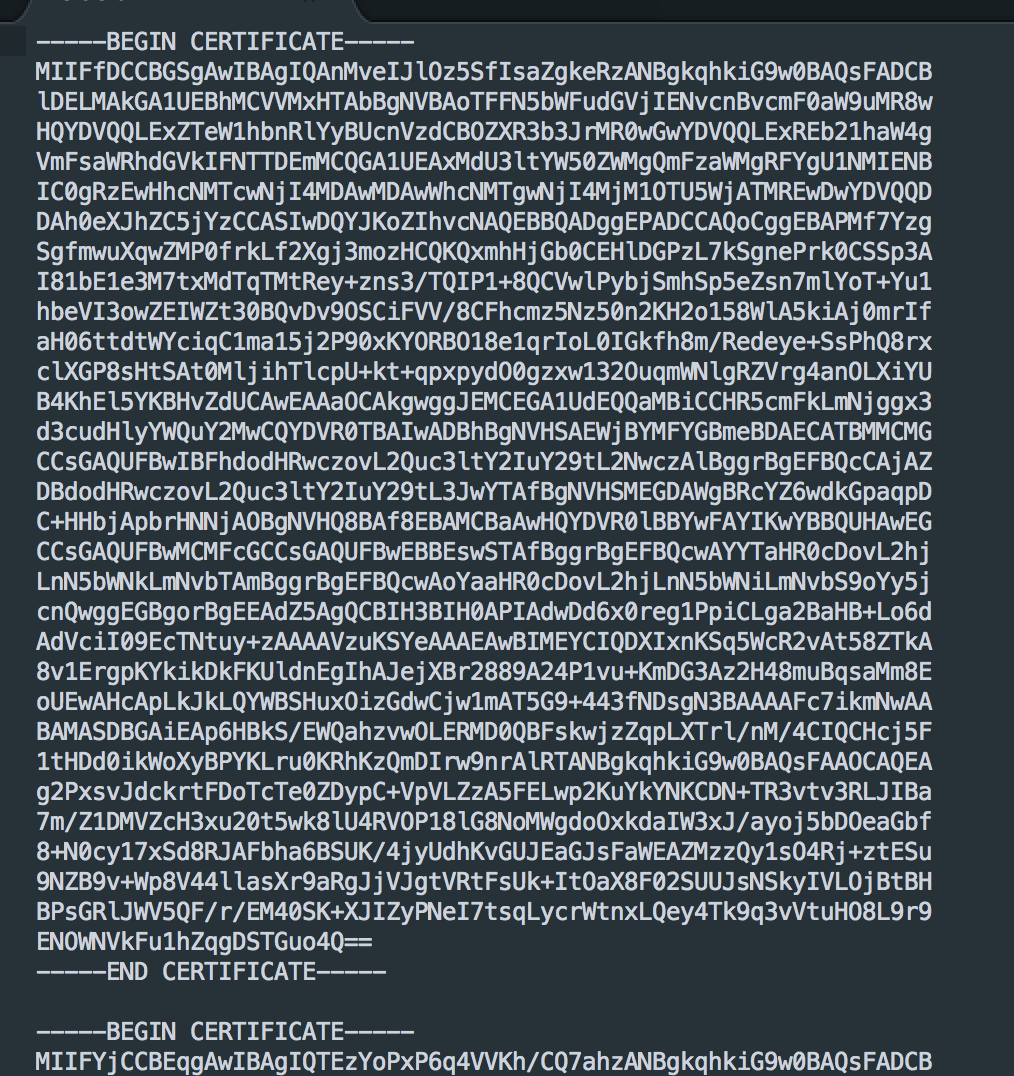 -----BEGIN CERTIFICATE-----
MIIFfDCCBGSgAwIBAgIQAnMveIJlOz5SfIsaZgkeRzANBgkqhkiG9w0BAQsFADCB
lDELMAkGA1UEBhMCVVMxHTAbBgNVBAoTFFN5bWFudGVjIENvcnBvcmF0aW9uMR8w
HQYDVQQLExZTeW1hbnRlYyBUcnVzdCBOZXR3b3JrMR0wGwYDVQQLExREb21haW4g
VmFsaWRhdGVkIFNTTDEmMCQGA1UEAxMdU3ltYW50ZWMgQmFzaWMgRFYgU1NMIENB
IC0gRzEwHhcNMTcwNjI4MDAwMDAwWhcNMTgwNjI4MjM1OTU5WjATMREwDwYDVQQD
DAh0eXJhZC5jYzCCASIwDQYJKoZIhvcNAQEBBQADggEPADCCAQoCggEBAPMf7Yzg
SgfmwuXqwZMP0frkLf2Xgj3mozHCQKQxmhHjGb0CEHlDGPzL7kSgnePrk0CSSp3A
I81bE1e3M7txMdTqTMtRey+zns3/TQIP1+8QCVwlPybjSmhSp5eZsn7mlYoT+Yu1
hbeVI3owZEIWZt30BQvDv9OSCiFVV/8CFhcmz5Nz50n2KH2o158WlA5kiAj0mrIf
aH06ttdtWYciqC1ma15j2P90xKYORBO18e1qrIoL0IGkfh8m/Redeye+SsPhQ8rx
clXGP8sHtSAt0MljihTlcpU+kt+qpxpydO0gzxw132OuqmWNlgRZVrg4anOLXiYU
B4KhEl5YKBHvZdUCAwEAAaOCAkgwggJEMCEGA1UdEQQaMBiCCHR5cmFkLmNjggx3
d3cudHlyYWQuY2MwCQYDVR0TBAIwADBhBgNVHSAEWjBYMFYGBmeBDAECATBMMCMG
CCsGAQUFBwIBFhdodHRwczovL2Quc3ltY2IuY29tL2NwczAlBggrBgEFBQcCAjAZ
DBdodHRwczovL2Quc3ltY2IuY29tL3JwYTAfBgNVHSMEGDAWgBRcYZ6wdkGpaqpD
C+HHbjApbrHNNjAOBgNVHQ8BAf8EBAMCBaAwHQYDVR0lBBYwFAYIKwYBBQUHAwEG
CCsGAQUFBwMCMFcGCCsGAQUFBwEBBEswSTAfBggrBgEFBQcwAYYTaHR0cDovL2hj
LnN5bWNkLmNvbTAmBggrBgEFBQcwAoYaaHR0cDovL2hjLnN5bWNiLmNvbS9oYy5j
cnQwggEGBgorBgEEAdZ5AgQCBIH3BIH0APIAdwDd6x0reg1PpiCLga2BaHB+Lo6d
AdVciI09EcTNtuy+zAAAAVzuKSYeAAAEAwBIMEYCIQDXIxnKSq5WcR2vAt58ZTkA
8v1ErgpKYkikDkFKUldnEgIhAJejXBr2889A24P1vu+KmDG3Az2H48muBqsaMm8E
oUEwAHcApLkJkLQYWBSHuxOizGdwCjw1mAT5G9+443fNDsgN3BAAAAFc7ikmNwAA
BAMASDBGAiEAp6HBkS/EWQahzvwOLERMD0QBFskwjzZqpLXTrl/nM/4CIQCHcj5F
1tHDd0ikWoXyBPYKLru0KRhKzQmDIrw9nrAlRTANBgkqhkiG9w0BAQsFAAOCAQEA
g2PxsvJdckrtFDoTcTe0ZDypC+VpVLZzA5FELwp2KuYkYNKCDN+TR3vtv3RLJIBa
7m/Z1DMVZcH3xu20t5wk8lU4RVOP18lG8NoMWgdoOxkdaIW3xJ/ayoj5bDOeaGbf
8+N0cy17xSd8RJAFbha6BSUK/4jyUdhKvGUJEaGJsFaWEAZMzzQy1sO4Rj+ztESu
9NZB9v+Wp8V44llasXr9aRgJjVJgtVRtFsUk+ItOaX8F02SUUJsNSkyIVLOjBtBH
BPsGRlJWV5QF/r/EM40SK+XJIZyPNeI7tsqLycrWtnxLQey4Tk9q3vVtuHO8L9r9
ENOWNVkFu1hZqgDSTGuo4Q==
-----END CERTIFICATE-----
-----BEGIN CERTIFICATE-----
MIIFYjCCBEqgAwIBAgIQTEzYoPxP6q4VVKh/CQ7ahzANBgkqhkiG9w0BAQsFADCB